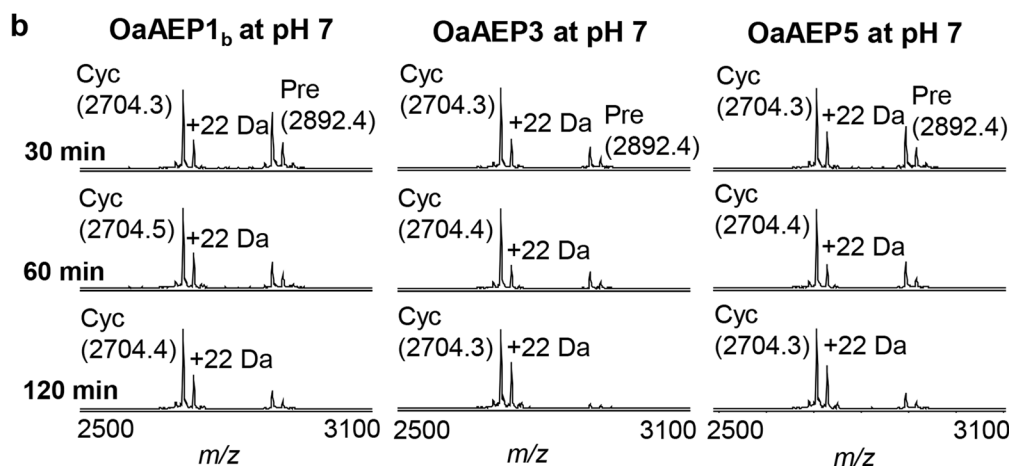 b
OaAEP1b at pH 7
OaAEP3 at pH 7
OaAEP5 at pH 7
Cyc
(2704.3)
+22 Da
Pre
(2892.4)
Cyc
(2704.3)
+22 Da
Pre
(2892.4)
Cyc
(2704.3)
+22 Da
Pre
(2892.4)
30 min
Cyc
(2704.5)
+22 Da
Cyc
(2704.4)
+22 Da
Cyc
(2704.4)
+22 Da
60 min
Cyc
(2704.4)
+22 Da
Cyc
(2704.3)
+22 Da
Cyc
(2704.3)
+22 Da
120 min
2500
3100
2500
3100
2500
3100
m/z
m/z
m/z